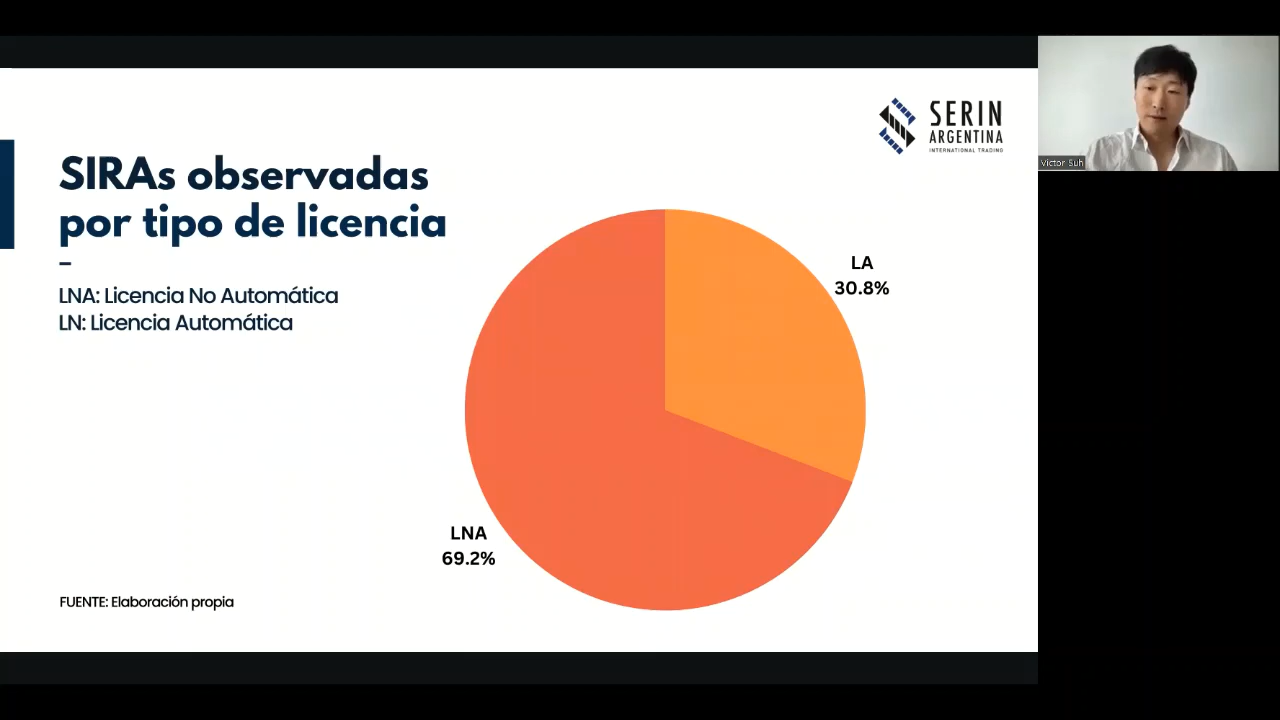 SERIN
ARGENTINA
INTERNATIONAL TRADING
Victor Suh
SIRAs observadas
por tipo de licencia
LNA: Licencia No Automática
LN: Licencia Automática
LA
30.8%
LNA
69.2%
FUENTE: Elaboración propia